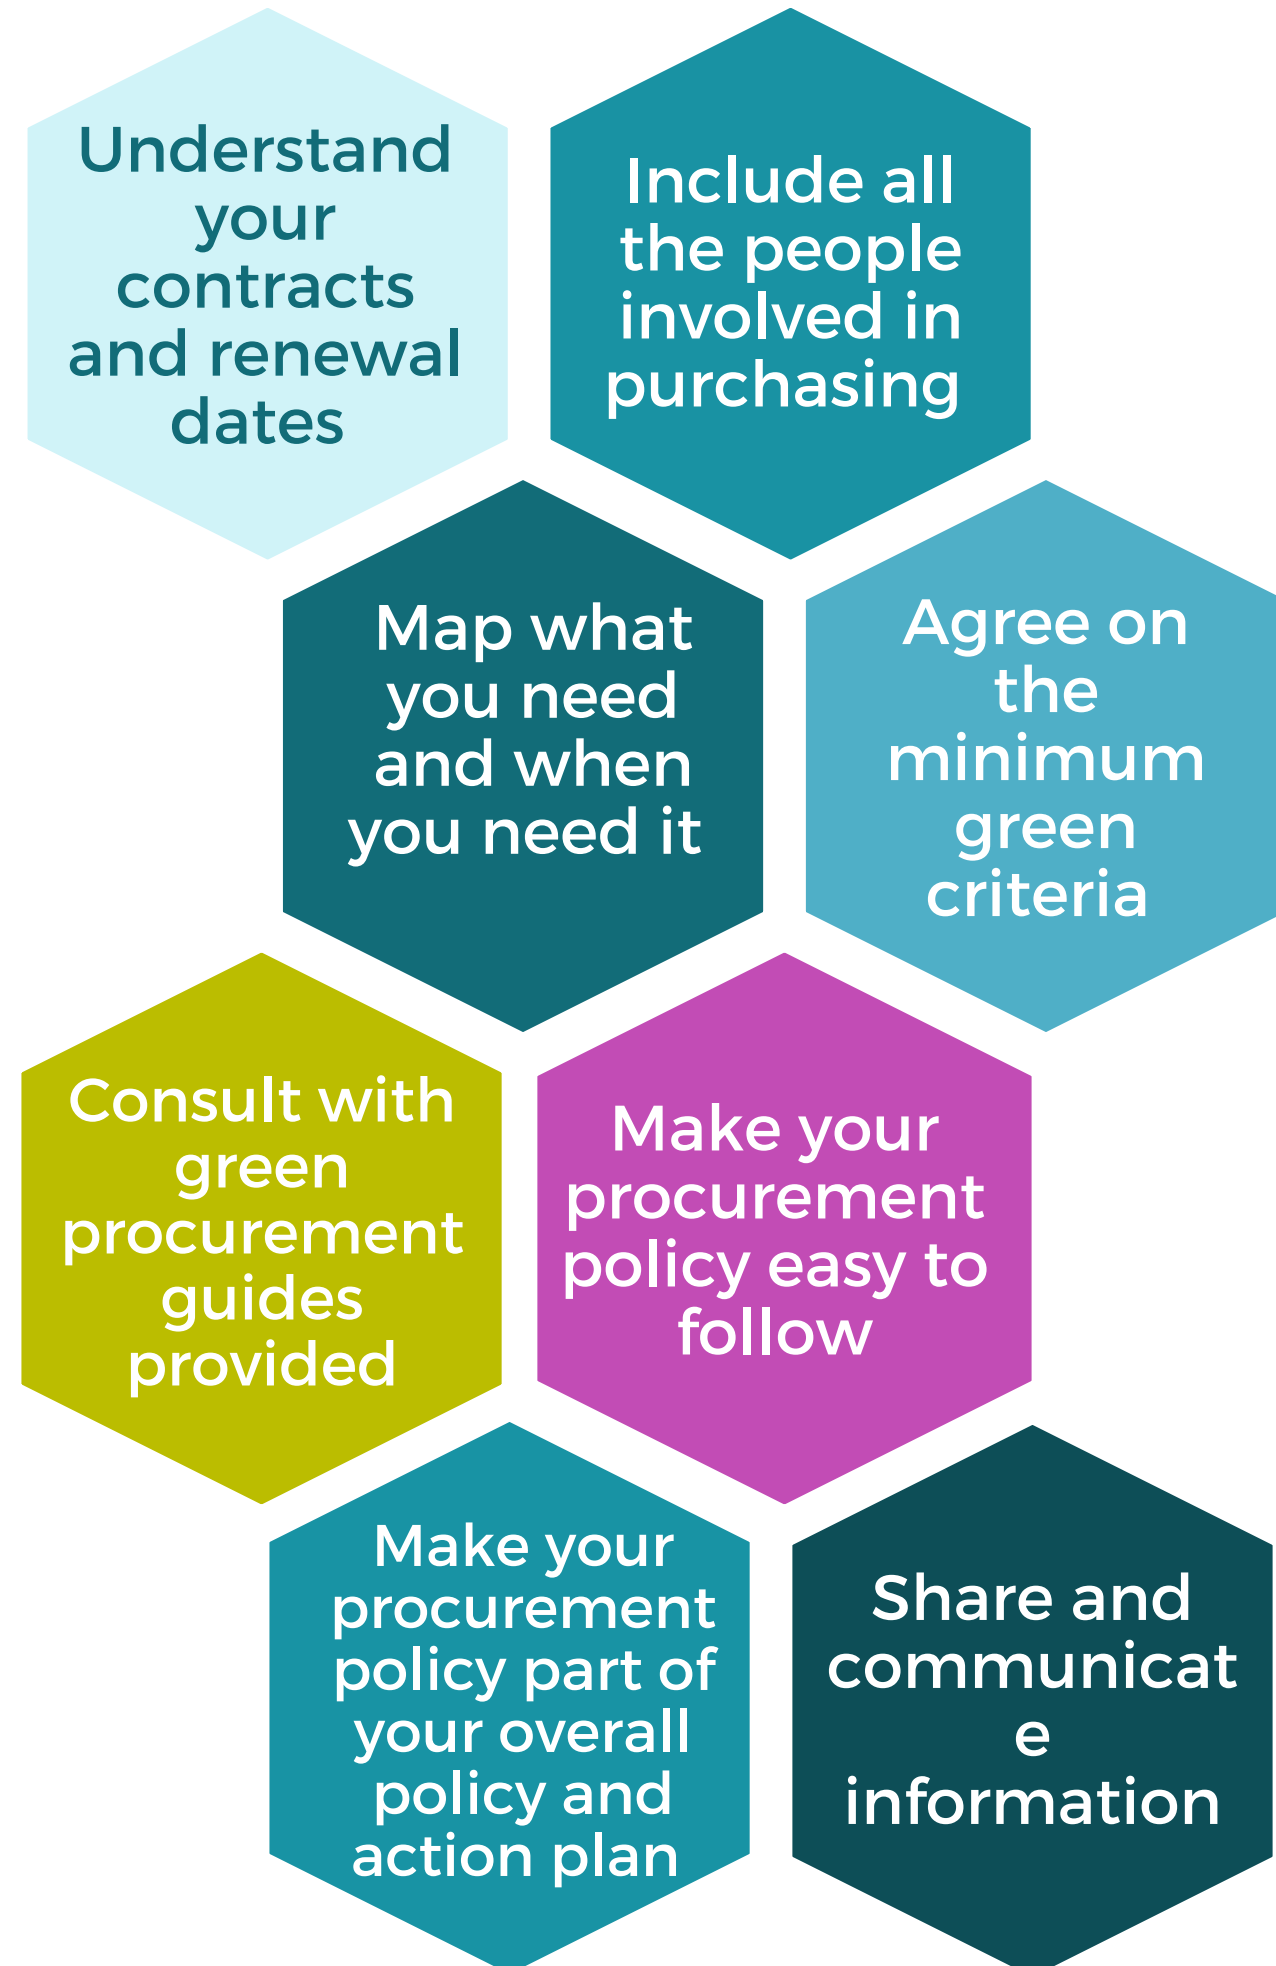 Understand
your
contracts
and renewal
dates
Include all
the people
involved in
purchasing
Map what
you need
and when
you need it
Agree on
the
minimum
green
criteria
Consult with
green
procurement
guides
provided
Make your
procurement
policy easy to
follow
Make your
procurement
policy part of
your overall
policy and
action plan
Share and
communicat
e
information